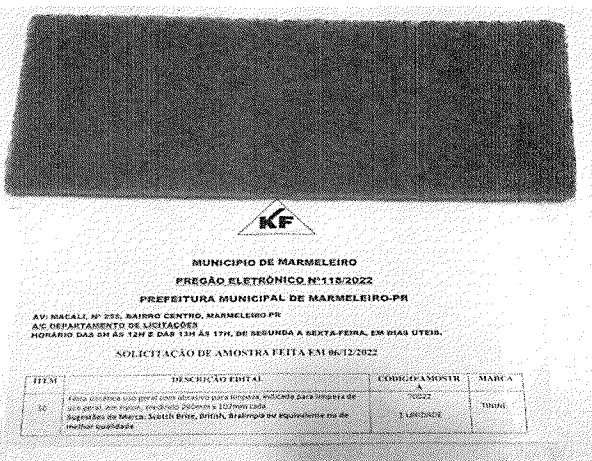 KF
MUNICIPIO DE MARMELEIRO
PREGÃO ELETRÔNICO Nº118/2022
PREFEITURA MUNICIPAL DE MARMELEIRO-PR
AV: MACALI, Nº 255, BAIRRO CENTRO, MARMELEIRO-PR
A/C DEPARTAMENTO DE LICITAÇÕES
HORÁRIO DAS 8H ÀS 12H E DAS 13H ÀS 17H, DE SEGUNDA A SEXTA-FEIRA, EM DIAS ÚTEIS.
SOLICITAÇÃO DE AMOSTRA FEITA EM 06/12/2022
ITEM DESCRIÇÃO EDITAL CÓDIGO/AMOSTR A MARCA
Fibra uso geral com abrasivo para limpeza, indicada para limpeza de
uso geral, em nylon, medindo x 102mm cada
Sugestões de Marca: Scotch Brite, British, Bralimpia ou equivalente ou de
melhor qualidade
1 UNIDADE